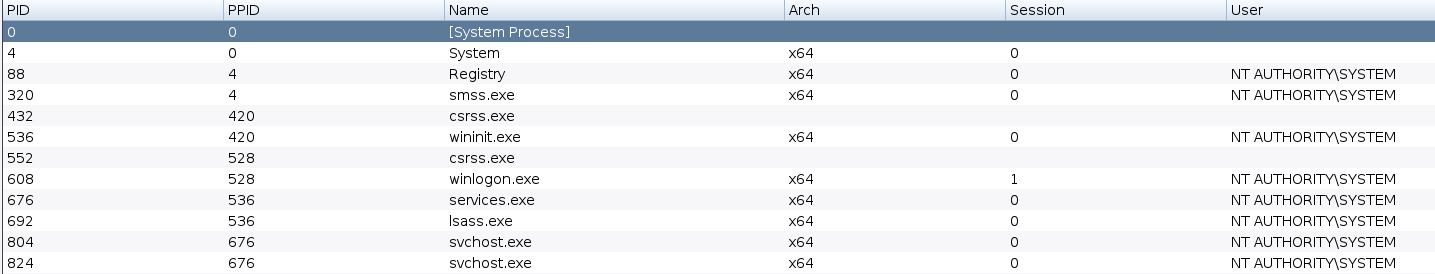 PID PPID Name Arch Session User
0 0 [System Process]
4 0 System x64 0
88 4 Registry x64 0 NT AUTHORITY\SYSTEM
320 4 smss.exe x64 0 NT AUTHORITY\SYSTEM
432 420 csrss.exe
536 420 wininit.exe x64 0 NT AUTHORITY\SYSTEM
552 528 csrss.exe
608 528 winlogon.exe x64 1 NT AUTHORITY\SYSTEM
676 536 services.exe x64 0 NT AUTHORITY\SYSTEM
692 536 lsass.exe x64 0 NT AUTHORITY\SYSTEM
804 676 svchost.exe x64 0 NT AUTHORITY\SYSTEM
824 676 svchost.exe x64 0 NT AUTHORITY\SYSTEM